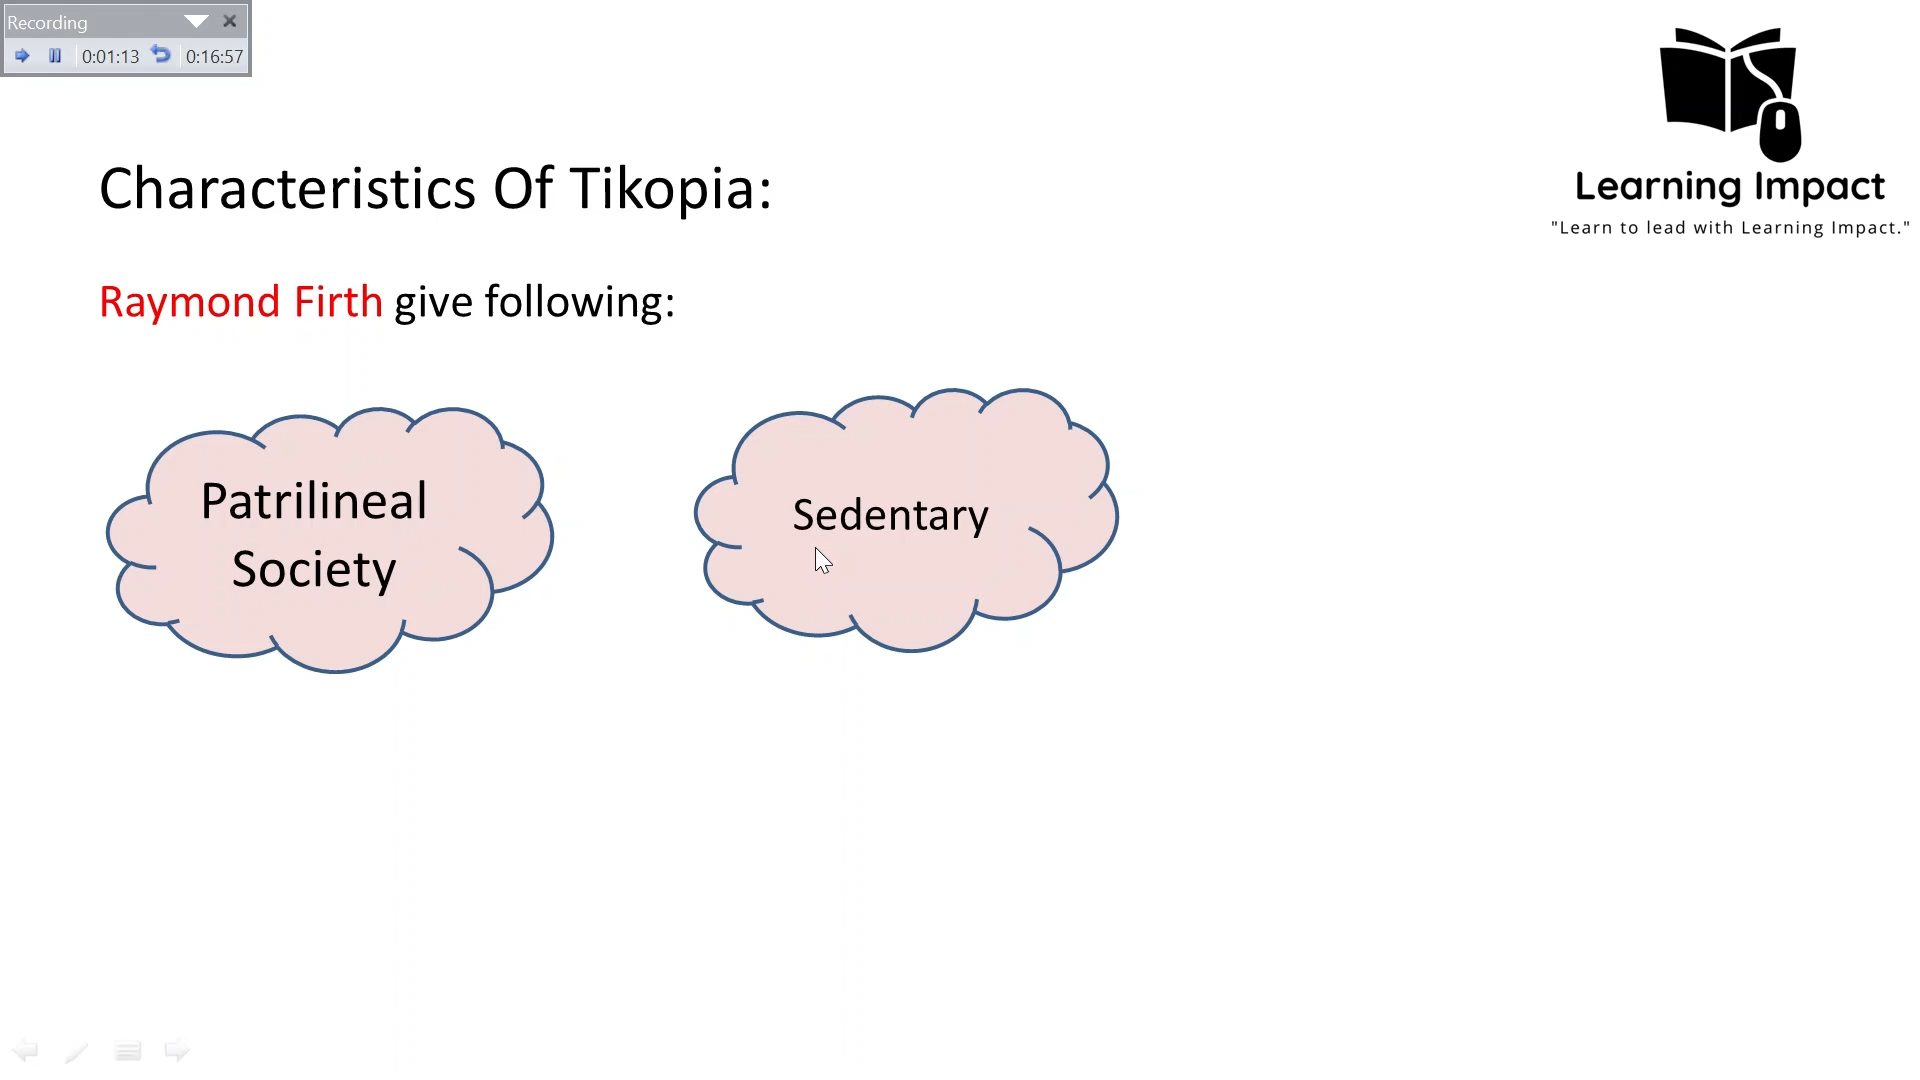 Recording
0:01:13 0:16:57
Learning Impact
"Learn to lead with Learning Impact."
Characteristics Of Tikopia:
Raymond Firth give following:
Patrilineal
Society
Sedentary